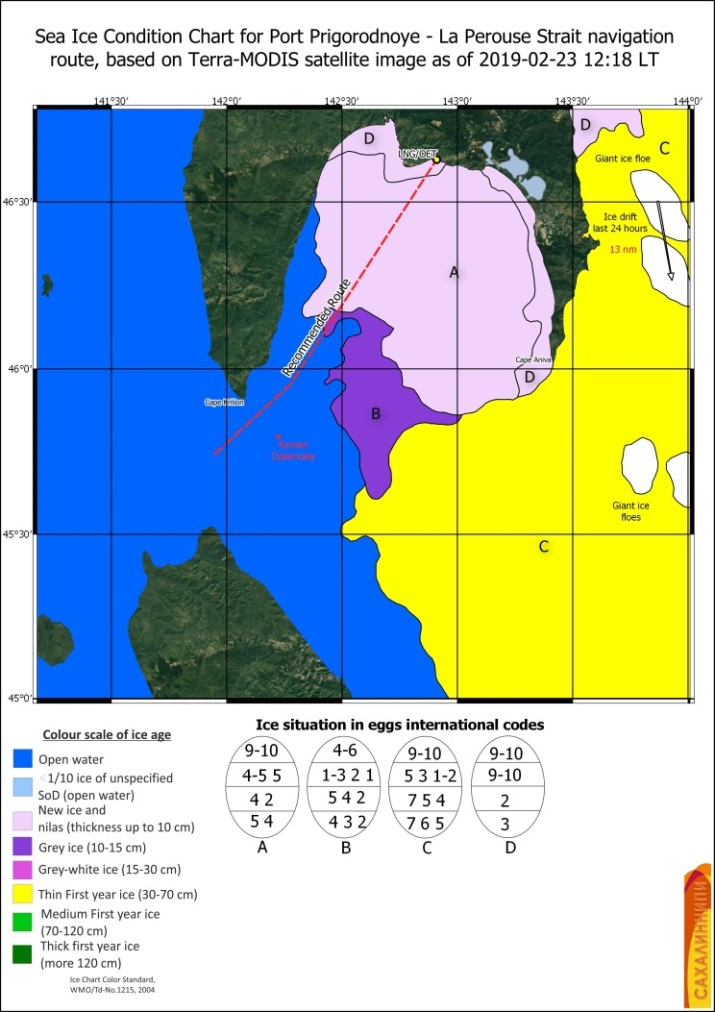 Sea Ice Condition Chart for Port Prigorodnoye - La Perouse Strait navigation
route, based on Terra-MODIS satellite image as of 2019-02-23 12:18 LT
141°30' 142°0' 142°30' 143°0' 143°30' 144°0'
D
D
C
LNG/OET
Giant ice floe
46°30' 46°30'
Ice drift
last 24 hours
13 nm
A
Recommended Route
Cape Aniva
46°0' 46°0'
D
Cape Krilion
B
Kamen
Opasnosty
Giant ice
floes
45°30' 45°30'
C
45°0' 45°0'
Ice situation in eggs international codes
Colour scale of ice age
Open water
<1/10 ice of unspecified
SoD (open water)
New ice and
nilas (thickness up to 10 cm)
Grey ice (10-15 cm)
Grey-white ice (15-30 cm)
Thin First year ice (30-70 cm)
Medium First year ice
(70-120 cm)
Thick first year ice
(more 120 cm)
Ice Chart Color Standard,
WMO/Td-No.1215, 2004
9-10
4-5 5
4 2
5 4
A
4-6
1-3 2 1
5 4 2
4 3 2
B
9-10
5 3 1-2
7 5 4
7 6 5
C
9-10
9-10
2
3
D
САХАЛИННИПИ